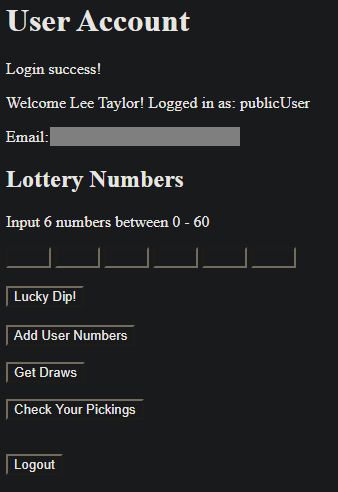 User Account
Login success!
Welcome Lee Taylor! Logged in as: publicUser
Email:
Lottery Numbers
Input 6 numbers between 0 - 60
Lucky Dip!
Add User Numbers
Get Draws
Check Your Pickings
Logout